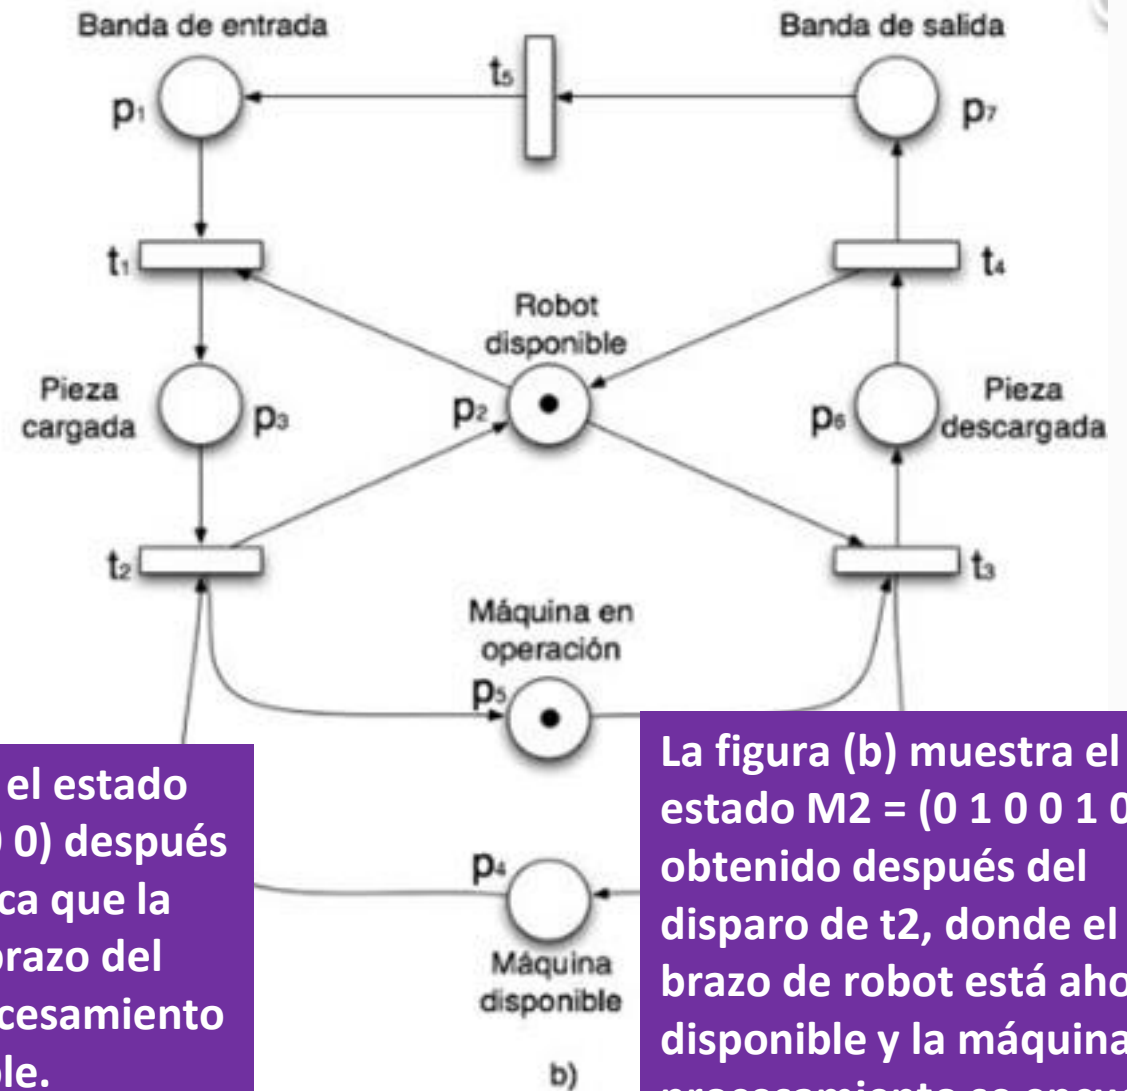 Banda de entrada
Banda de salida
t₅
p₁
p₇
t₁
t₄
Robot
disponible
Pieza
cargada
p₃
p₂
p₆
Pieza
descargada
t₂
t₃
Máquina en
operación
p₅
el estado
0 0) después
ca que la
brazo del
cesamiento
le.
p₄
Máquina
disponible
b)
La figura (b) muestra el
estado M2 = (0 1 0 0 1 0
obtenido después del
disparo de t2, donde el
brazo de robot está aho
disponible y la máquina